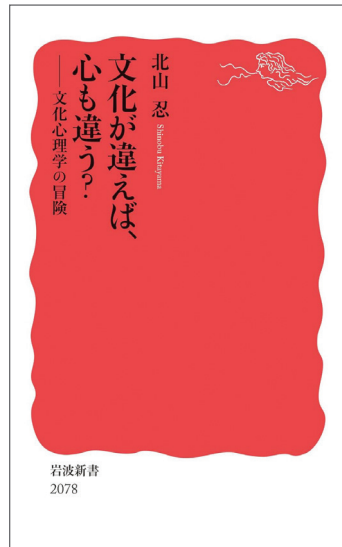 北山 忍
Shinobu Kitayama
文化が違えば、
心も違う?
──文化心理学の冒険
岩波新書
2078